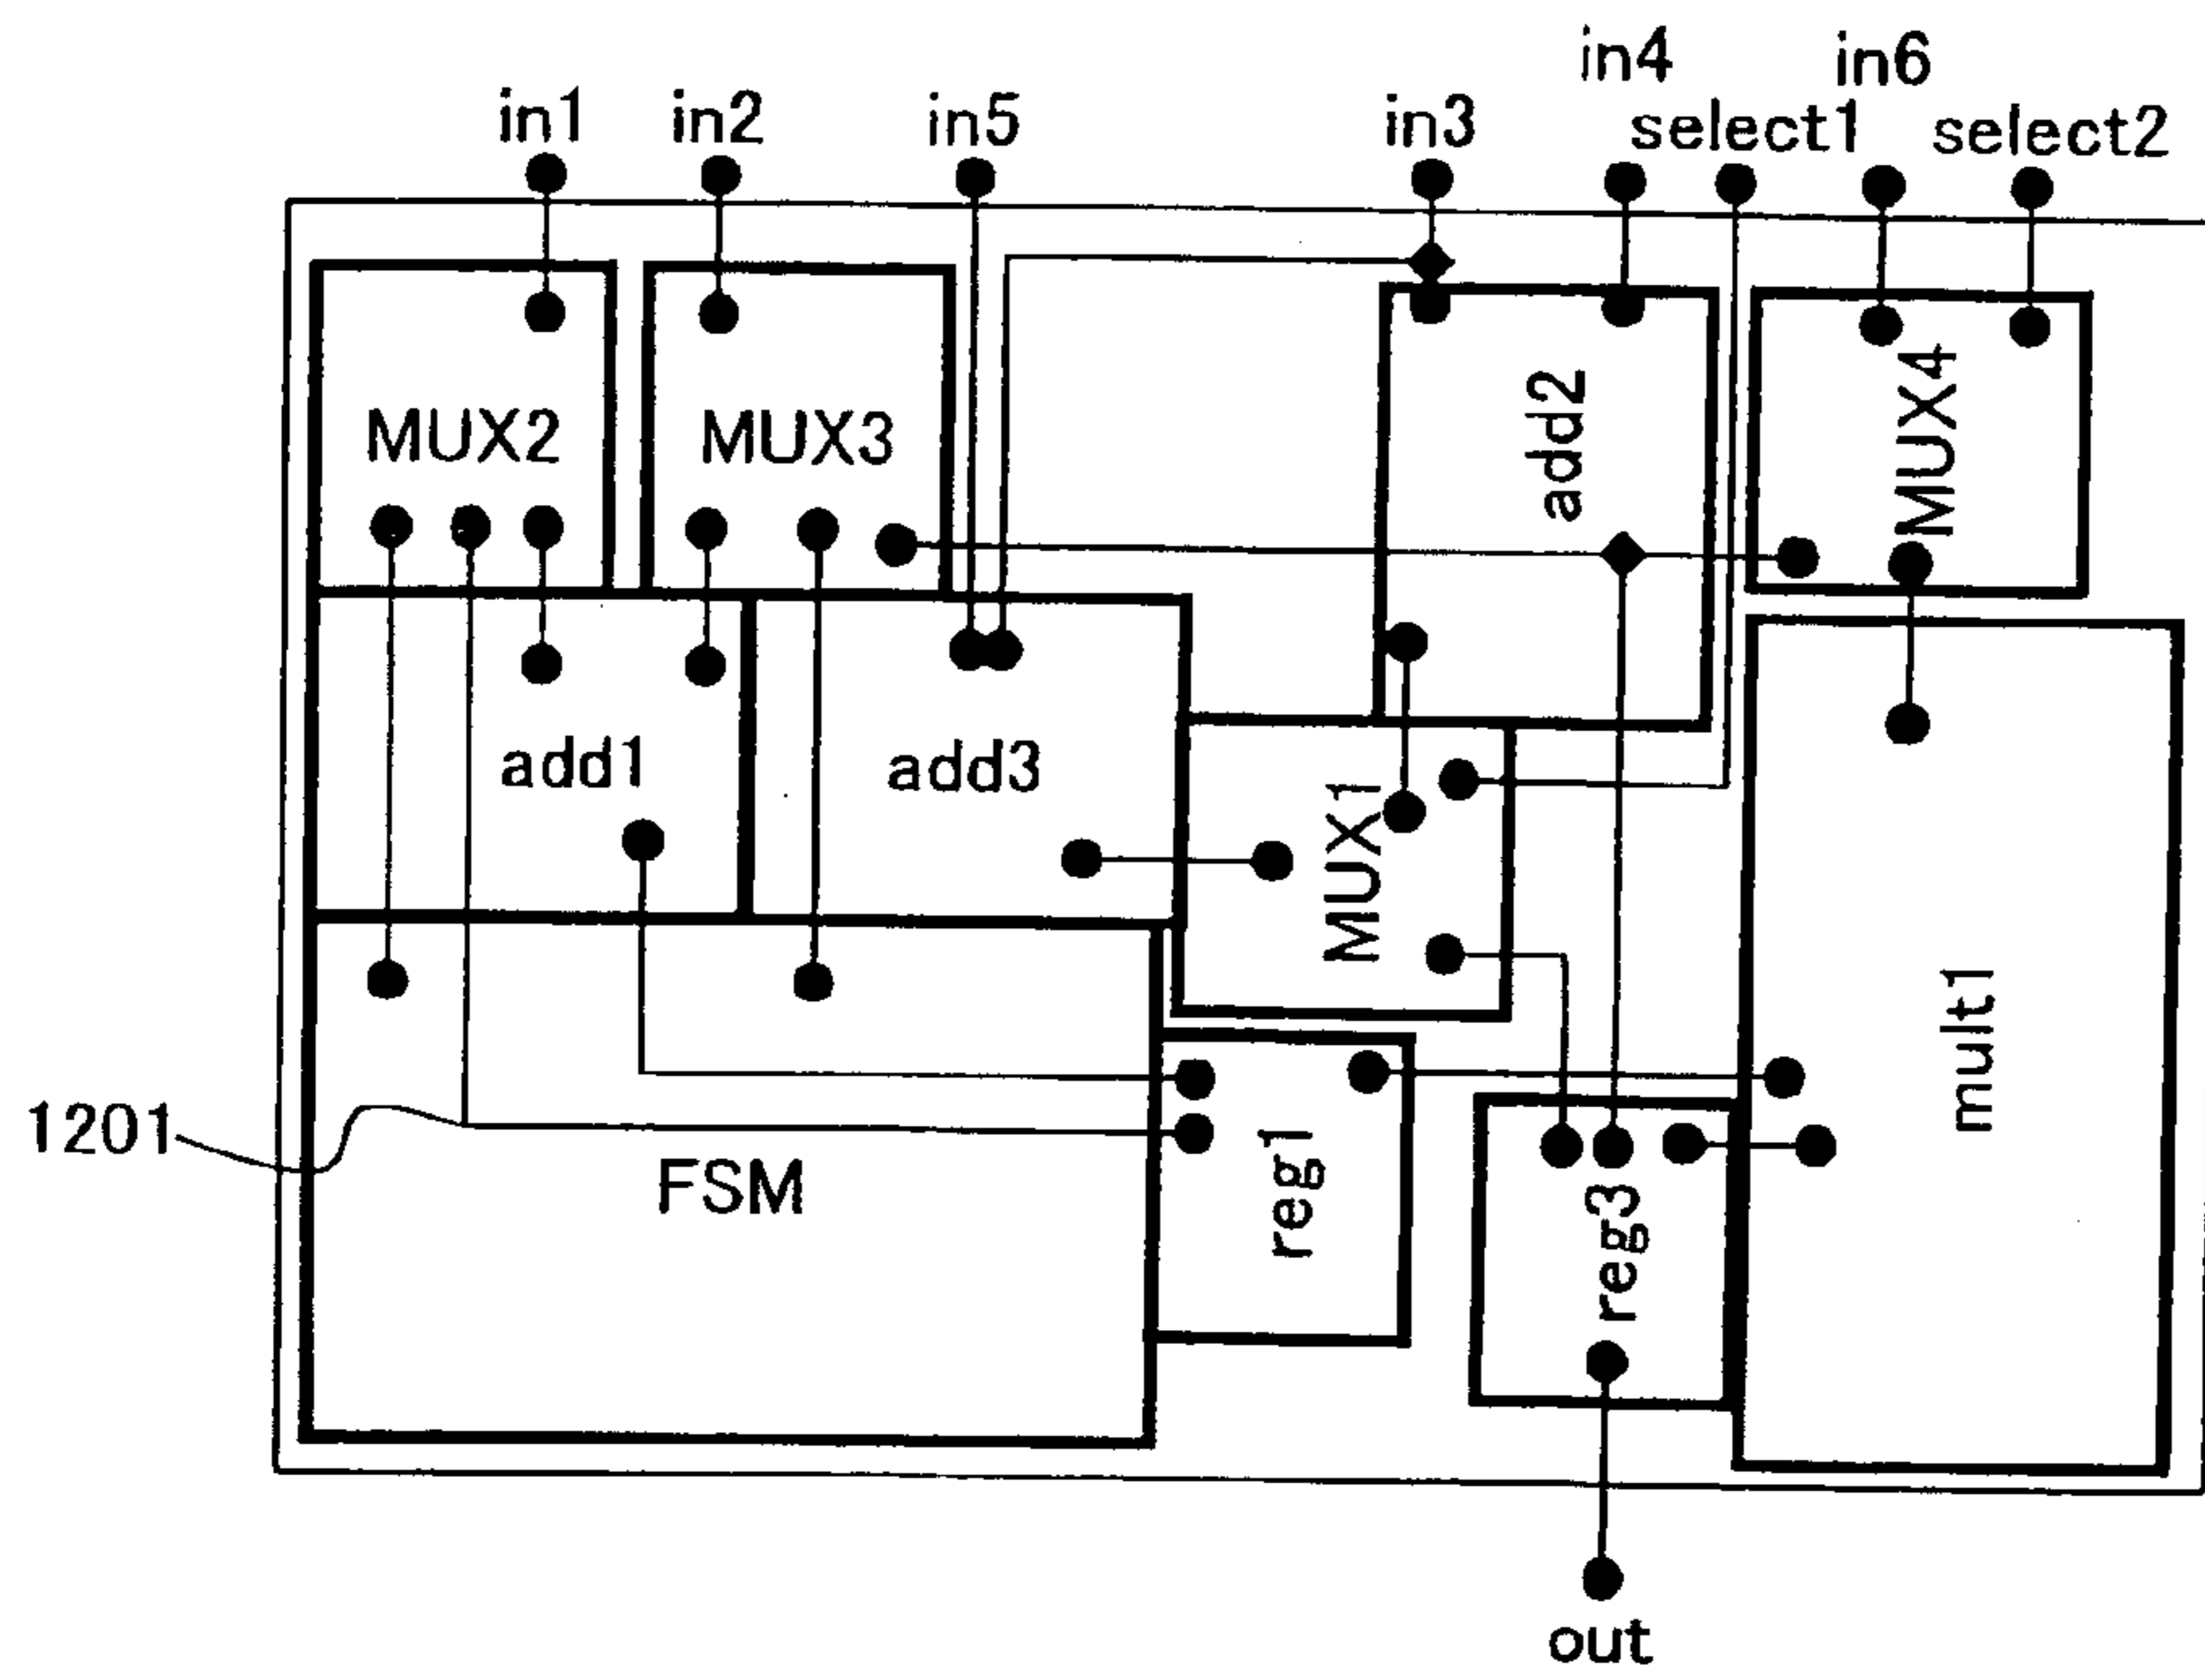 in4
in6
in1
in2
in5
in3
select1
select2
MUX2
MUX3
add2
MUX4
add1
add3
MUX1
mult1
1201
FSM
reg1
reg3
out